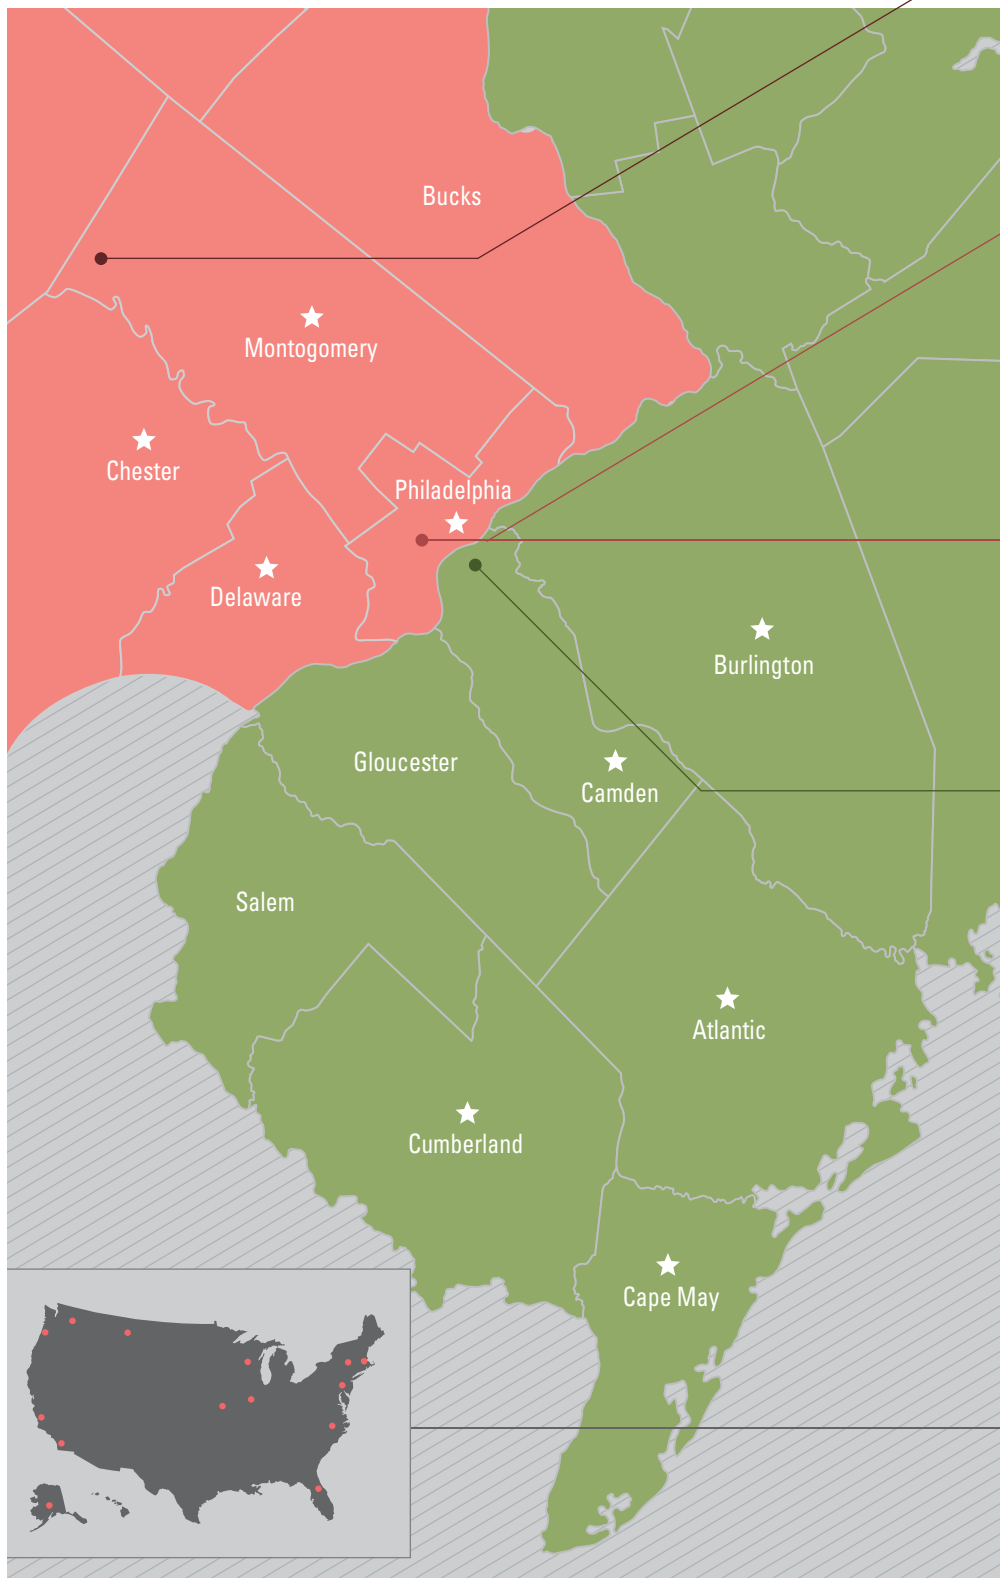 Bucks
Montogomery
Chester
Philadelphia
Delaware
Burlington
Gloucester
Camden
Salem
Atlantic
Cumberland
Cape May